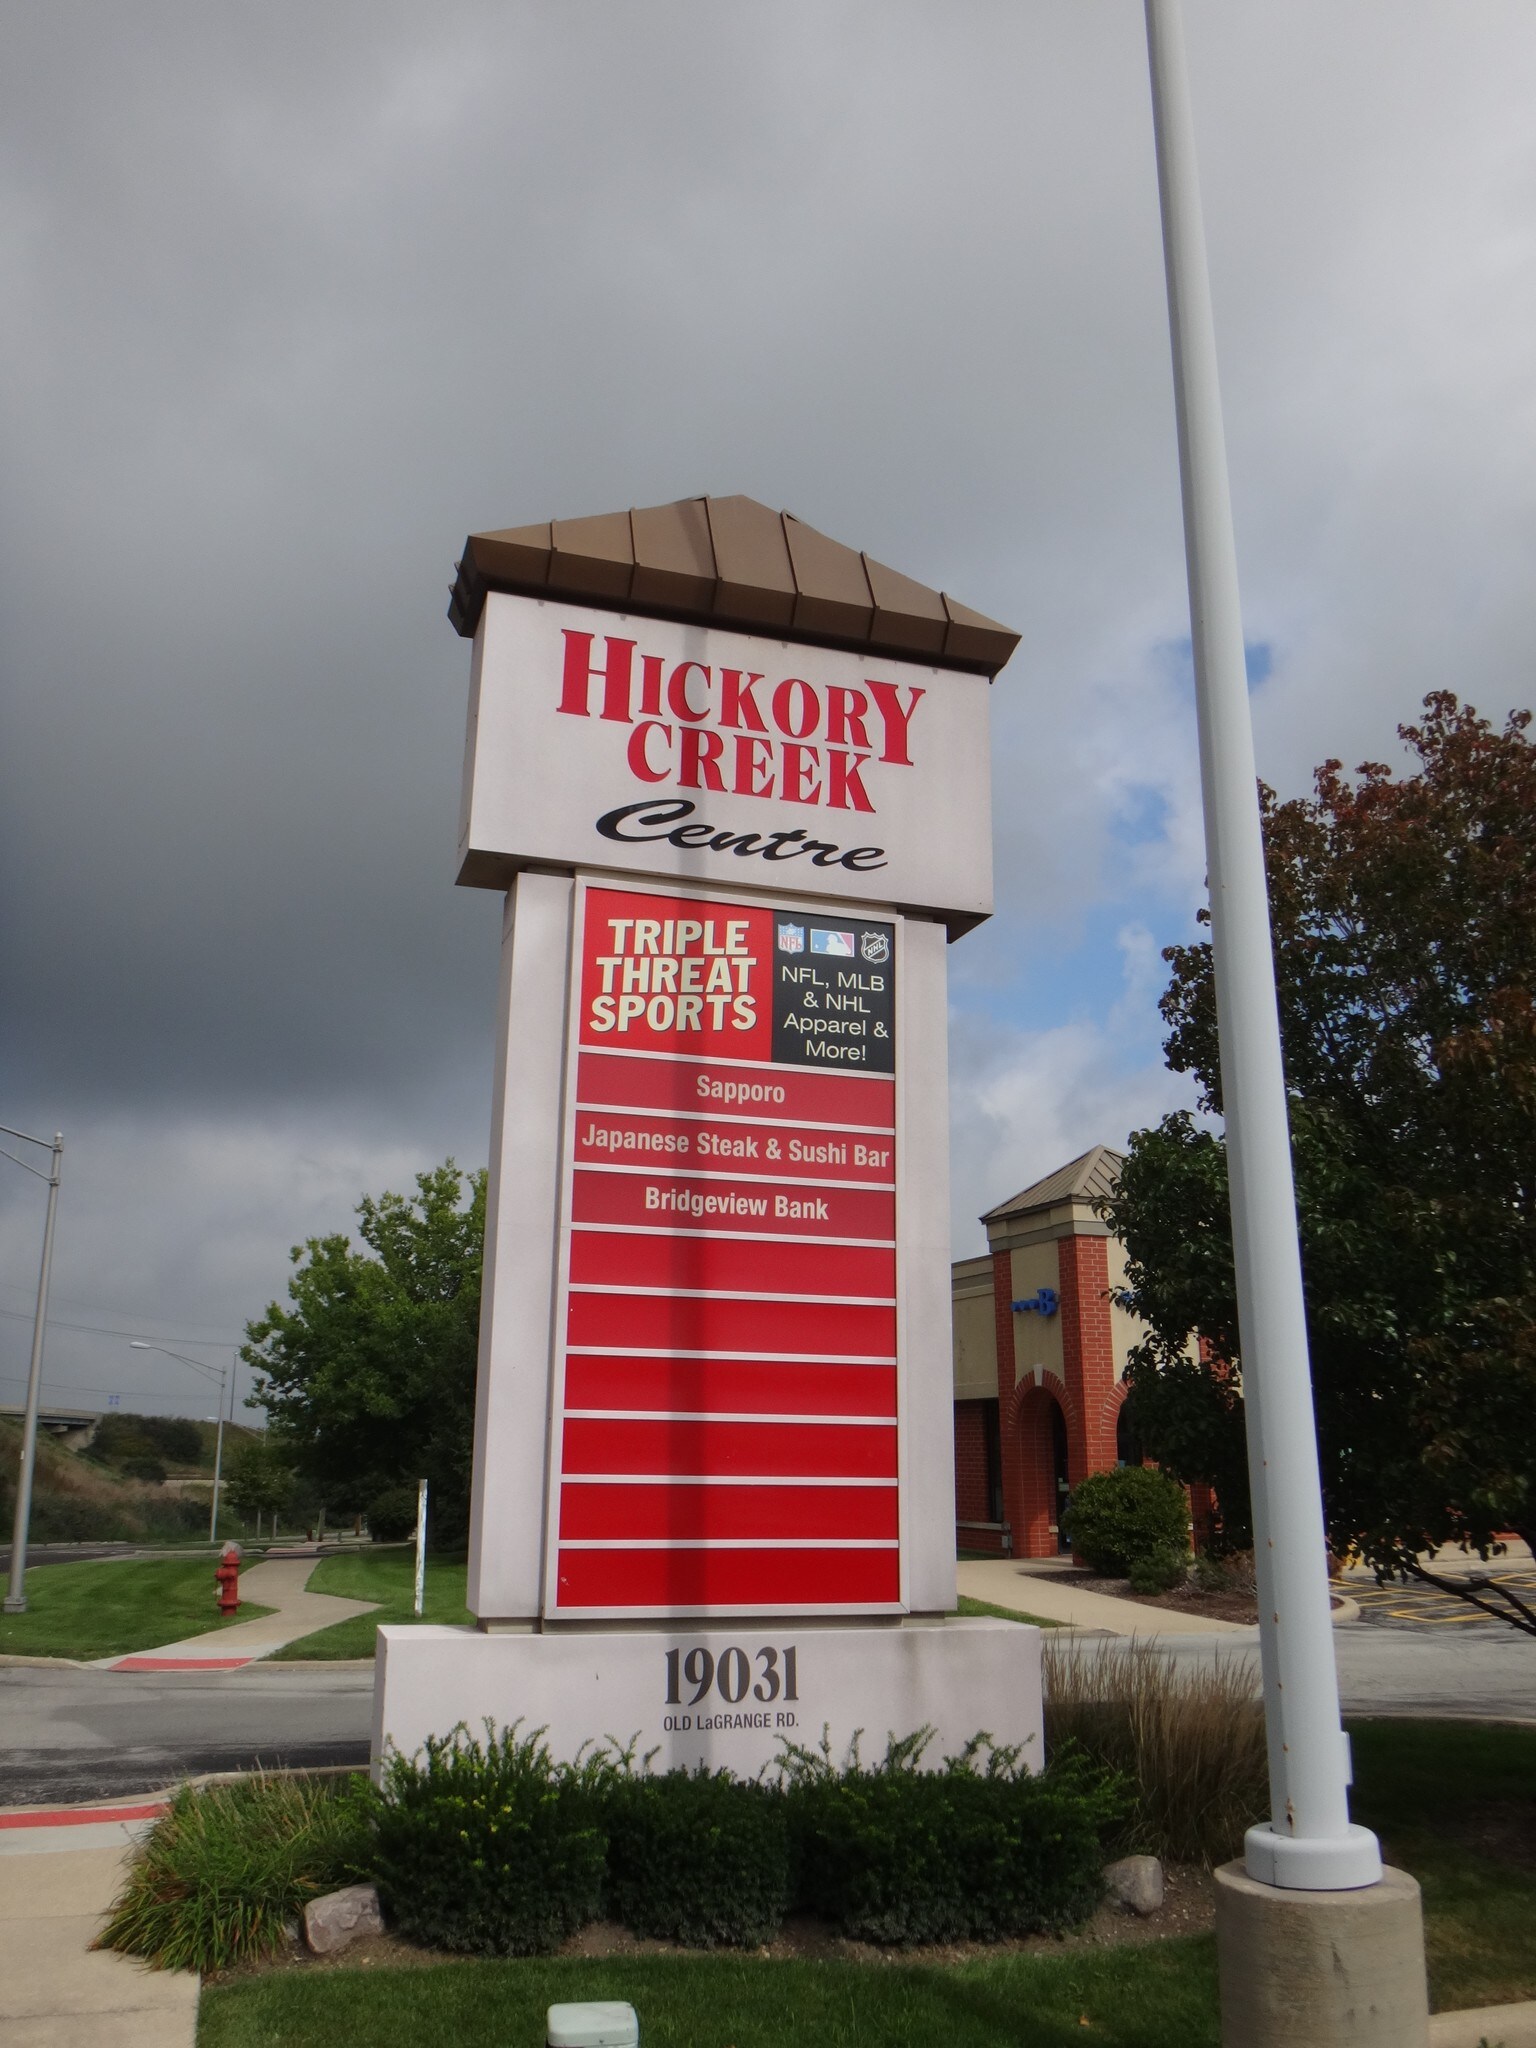 HICKORY
CREEK
Centre
TRIPLE
THREAT
SPORTS
NFL
NHL
NFL, MLB
& NHL
Apparel &
More!
Sapporo
Japanese Steak & Sushi Bar
Bridgeview Bank
19031
OLD LaGRANGE RD.